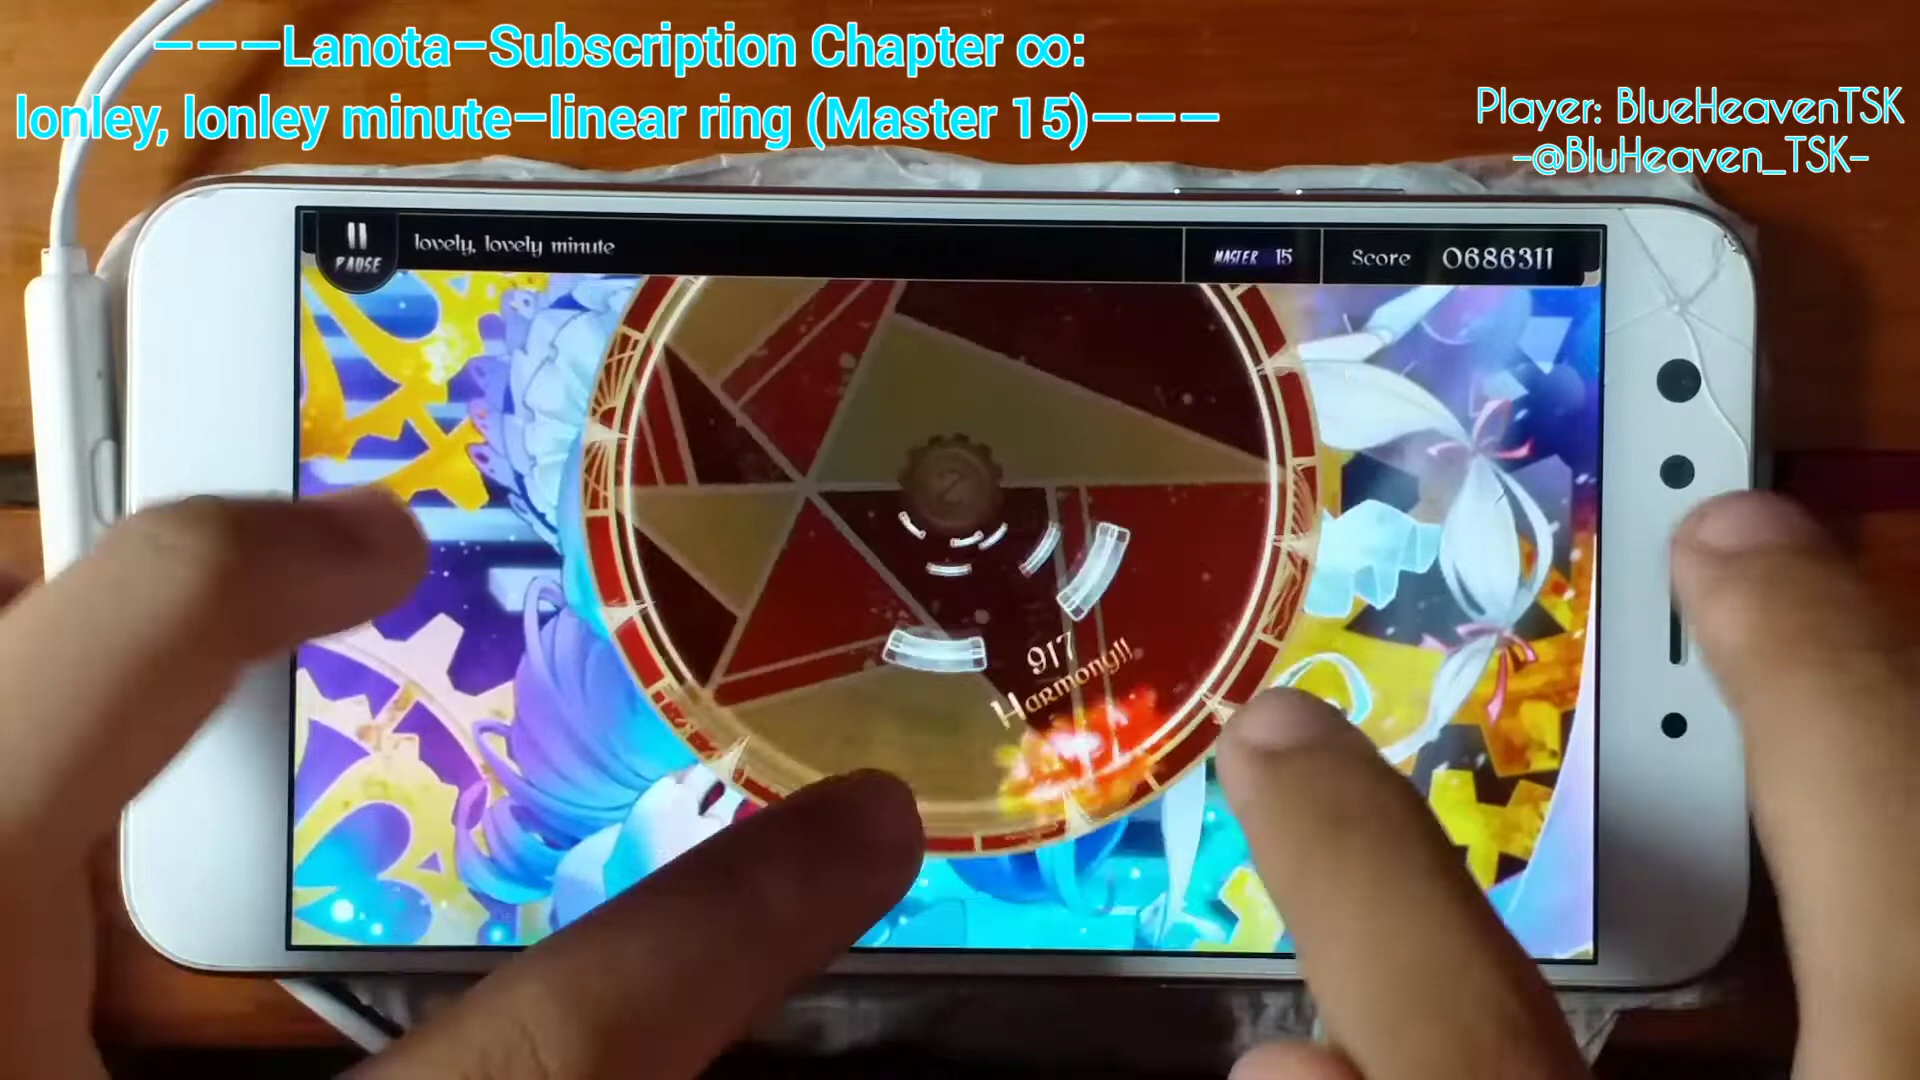 ———Lanota–Subscription Chapter ∞:
lonley, lonley minute–linear ring (Master 15)———
Player: BlueHeavenTSK
–@BluHeaven_TSK–
PAUSE
lovely, lovely minute
MASTER 15
Score 0686311
917
Harmony!!